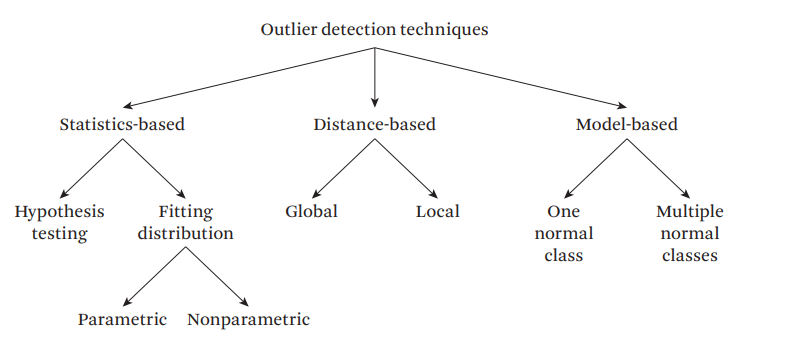 Outlier detection techniques
Statistics-based
Distance-based
Model-based
Hypothesis
testing
Fitting
distribution
Global
Local
One
normal
class
Multiple
normal
classes
Parametric
Nonparametric